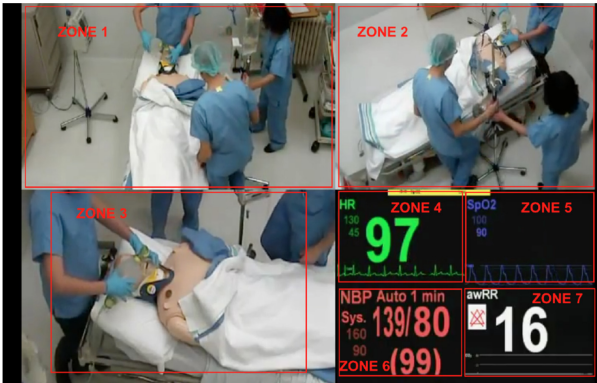 ZONE 1
ZONE 2
ZONE 3
HR
130
45
97
ZONE 4
SpO2
100
90
ZONE 5
NBP Auto 1 min
Sys.
160
90
139/80
(99)
ZONE 6
awRR
16
ZONE 7